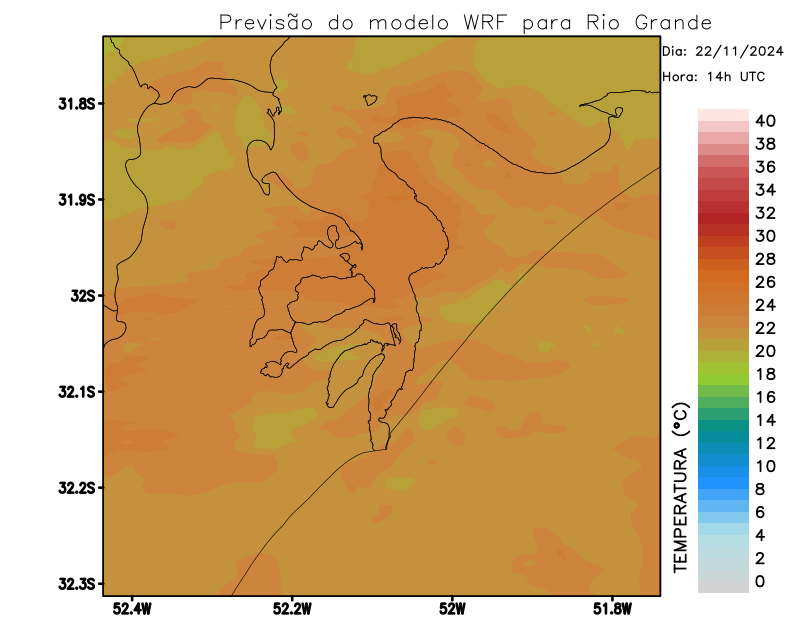 Previsão do modelo WRF para Rio Grande
Dia: 22/11/2024
Hora: 14h UTC
31.8S
31.9S
32S
32.1S
32.2S
32.3S
52.4W
52.2W
52W
51.8W
TEMPERATURA (°C)
40
38
36
34
32
30
28
26
24
22
20
18
16
14
12
10
8
6
4
2
0